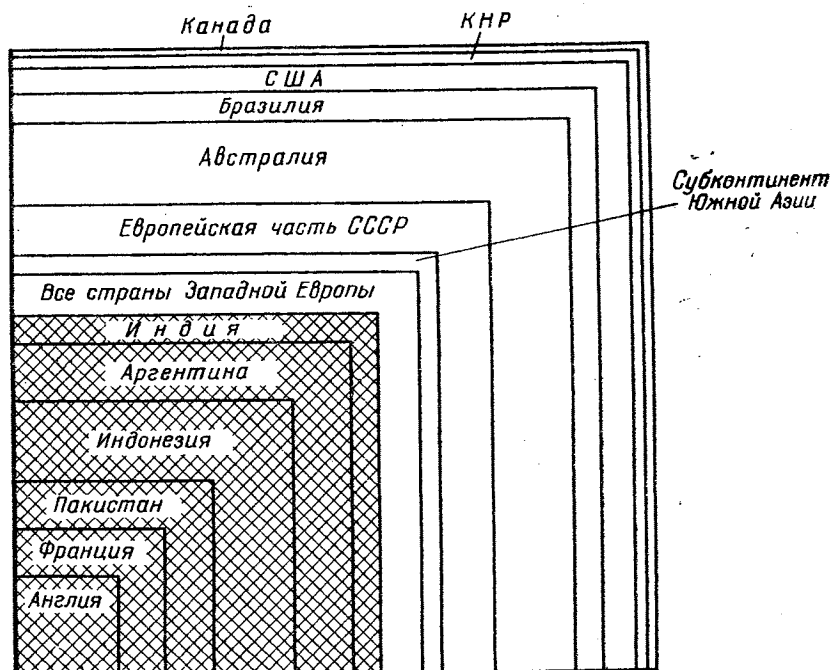 Канада
КНР
США
Бразилия
Австралия
Субконтинент
Южной Азии
Европейская часть СССР
Все страны Западной Европы
Индия
Аргентина
Индонезия
Пакистан
Франция
Англия